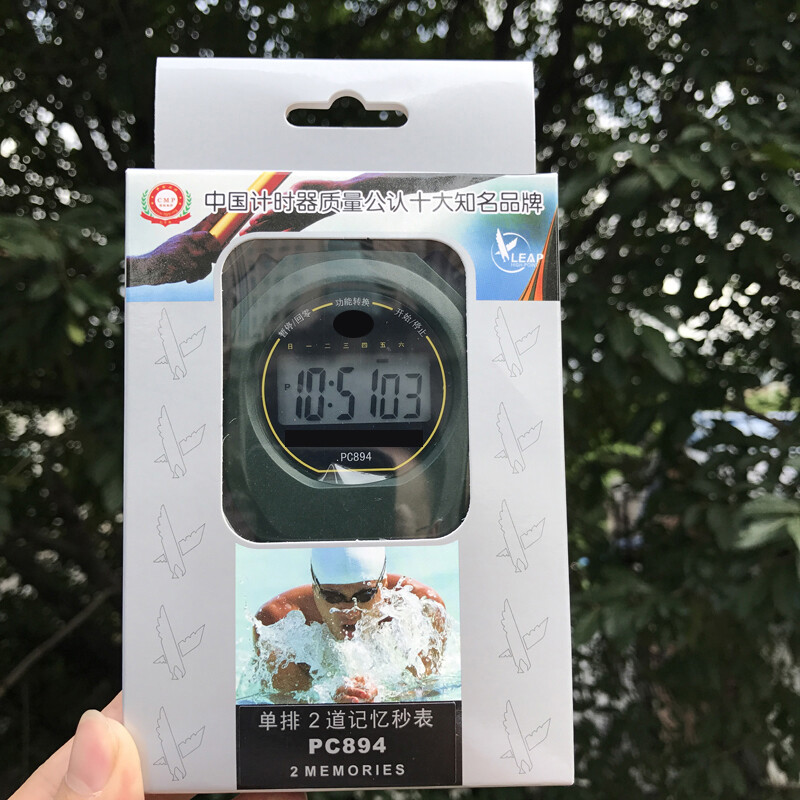 CMP
中国计时器质量公认十大知名品牌
LEAP
功能转换
暂停/回零
开始/停止
日 一 二 三 四 五 六
P 10:51 03
.PC894
单排 2 道记忆秒表
PC894
2 MEMORIES